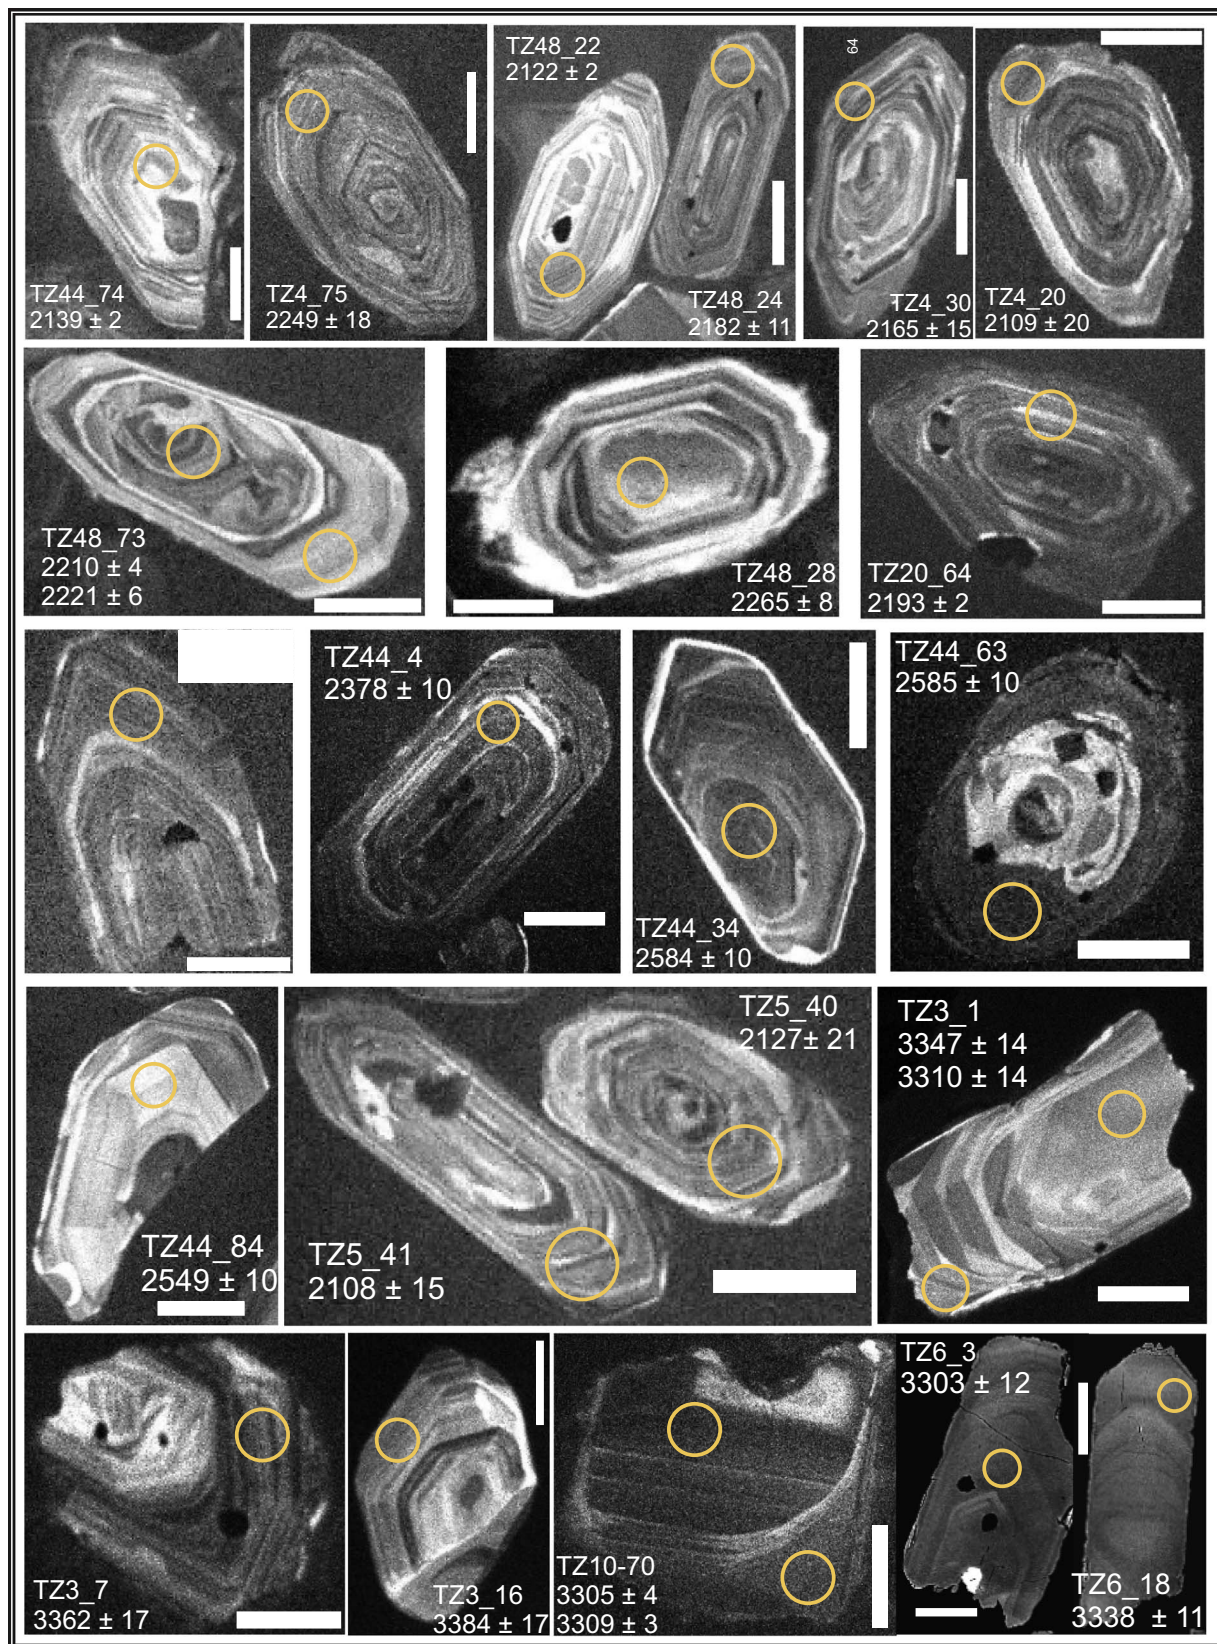 TZ44_74
2139 ± 2
TZ4_75
2249 ± 18
TZ48_22
2122 ± 2
TZ48_24
2182 ± 11
64
TZ4_30
2165 ± 15
TZ4_20
2109 ± 20
TZ48_73
2210 ± 4
2221 ± 6
TZ48_28
2265 ± 8
TZ20_64
2193 ± 2
TZ44_4
2378 ± 10
TZ44_34
2584 ± 10
TZ44_63
2585 ± 10
TZ44_84
2549 ± 10
TZ5_41
2108 ± 15
TZ5_40
2127± 21
TZ3_1
3347 ± 14
3310 ± 14
TZ3_7
3362 ± 17
TZ3_16
3384 ± 17
TZ10-70
3305 ± 4
3309 ± 3
TZ6_3
3303 ± 12
TZ6_18
3338 ± 11